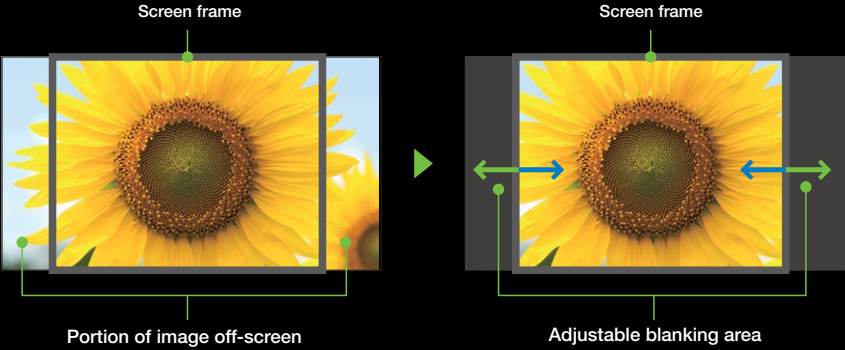 Screen frame
Screen frame
Portion of image off-screen
Adjustable blanking area